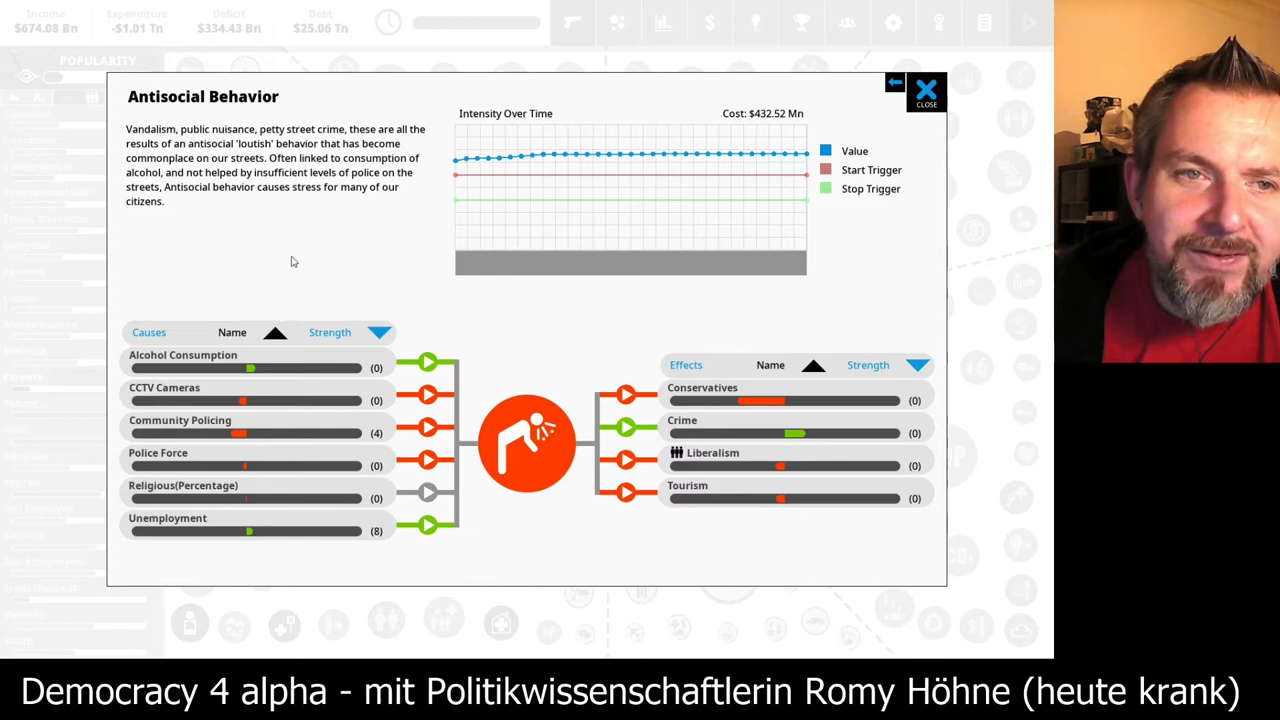 Income
Expenditure
Deficit
Debt
$674.08 Bn
-$1.01 Tn
$334.43 Bn
$25.06 Tn
POPULARITY
Antisocial Behavior
CLOSE
Vandalism, public nuisance, petty street crime, these are all the
results of an antisocial 'loutish' behavior that has become
commonplace on our streets. Often linked to consumption of
alcohol, and not helped by insufficient levels of police on the
streets, Antisocial behavior causes stress for many of our
citizens.
Intensity Over Time
Cost: $432.52 Mn
Value
Start Trigger
Stop Trigger
Causes
Name
Strength
Alcohol Consumption
(0)
CCTV Cameras
(0)
Community Policing
(4)
Police Force
(0)
Religious(Percentage)
(0)
Unemployment
(8)
Effects
Name
Strength
Conservatives
(0)
Crime
(0)
Liberalism
(0)
Tourism
(0)
Democracy 4 alpha - mit Politikwissenschaftlerin Romy Höhne (heute krank)